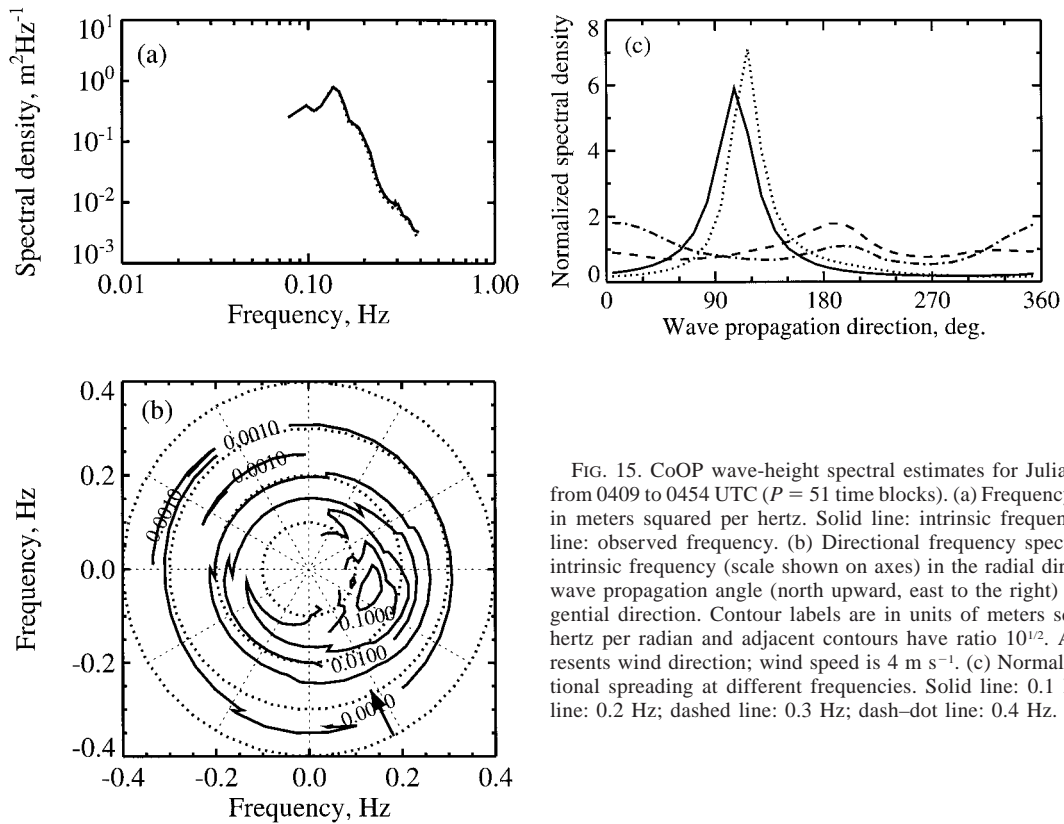 (a)
10¹
10⁰
10⁻¹
10⁻²
10⁻³
Spectral density, m²Hz⁻¹
0.01 0.10 1.00
Frequency, Hz
(c)
8
6
4
2
0
Normalized spectral density
0 90 180 270 360
Wave propagation direction, deg.
(b)
0.4
0.2
0.0
-0.2
-0.4
Frequency, Hz
0.0010
0.0010
0.0010
0.1000
0.0100
0.0010
-0.4 -0.2 0.0 0.2 0.4
Frequency, Hz
FIG. 15. CoOP wave-height spectral estimates for Julia
from 0409 to 0454 UTC (P = 51 time blocks). (a) Frequency
in meters squared per hertz. Solid line: intrinsic frequen
line: observed frequency. (b) Directional frequency spec
intrinsic frequency (scale shown on axes) in the radial dir
wave propagation angle (north upward, east to the right)
gential direction. Contour labels are in units of meters s
hertz per radian and adjacent contours have ratio 10¹ᐟ². A
resents wind direction; wind speed is 4 m s⁻¹. (c) Normal
tional spreading at different frequencies. Solid line: 0.1
line: 0.2 Hz; dashed line: 0.3 Hz; dash–dot line: 0.4 Hz.